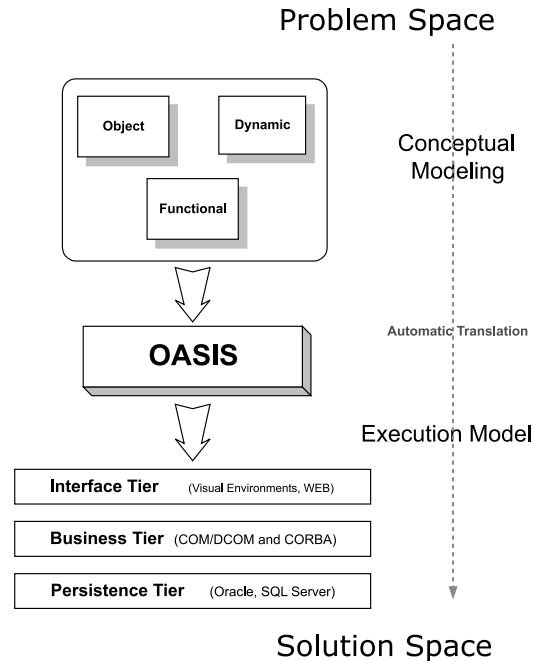 Problem Space
Object
Dynamic
Functional
Conceptual
Modeling
OASIS
Automatic Translation
Execution Model
Interface Tier (Visual Environments, WEB)
Business Tier (COM/DCOM and CORBA)
Persistence Tier (Oracle, SQL Server)
Solution Space